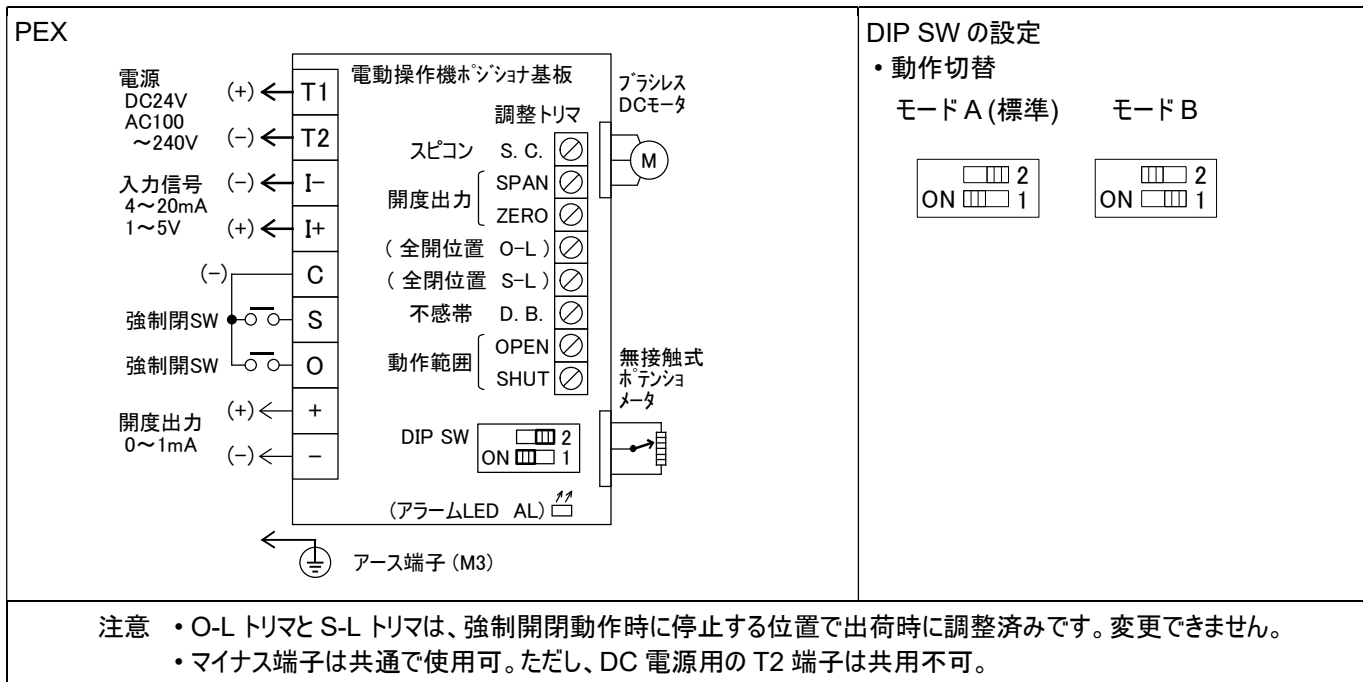 PEX
電源
DC24V
AC100
～240V
(+) T1
(−) T2
入力信号
4～20mA
1～5V
(−) I−
(+) I+
(−) C
強制閉SW S
強制開SW O
開度出力
0～1mA
(+) +
(−) −
電動操作機ポジショナ基板
調整トリマ
スピコン S. C.
開度出力
SPAN
ZERO
( 全開位置 O-L )
( 全閉位置 S-L )
不感帯 D. B.
動作範囲
OPEN
SHUT
DIP SW
2
ON 1
(アラームLED AL)
ブラシレス
DCモータ
M
無接触式
ポテンショ
メータ
アース端子 (M3)
DIP SW の設定
・動作切替
モード A (標準) モード B
2 2
ON 1 ON 1
注意 ・O-L トリマと S-L トリマは、強制開閉動作時に停止する位置で出荷時に調整済みです。変更できません。
・マイナス端子は共通で使用可。ただし、DC 電源用の T2 端子は共用不可。